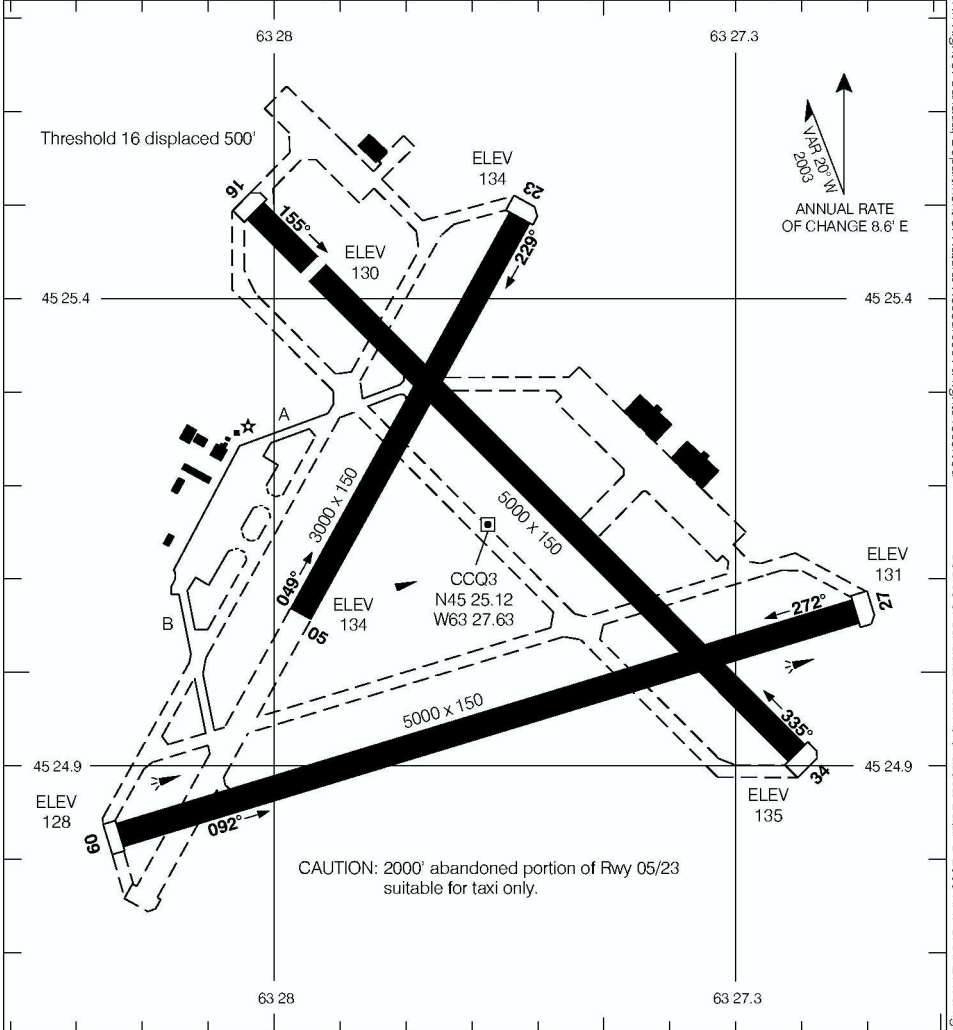 63 28
63 27.3
Threshold 16 displaced 500'
ELEV
134
VAR 20° W
2003
ANNUAL RATE
OF CHANGE 8.6' E
16
23
155°
229°
ELEV
130
45 25.4
45 25.4
A
3000 x 150
5000 x 150
CCQ3
N45 25.12
W63 27.63
ELEV
131
049°
ELEV
134
05
272°
27
B
5000 x 150
335°
34
45 24.9
45 24.9
ELEV
128
ELEV
135
09
092°
CAUTION: 2000' abandoned portion of Rwy 05/23
suitable for taxi only.
63 28
63 27.3